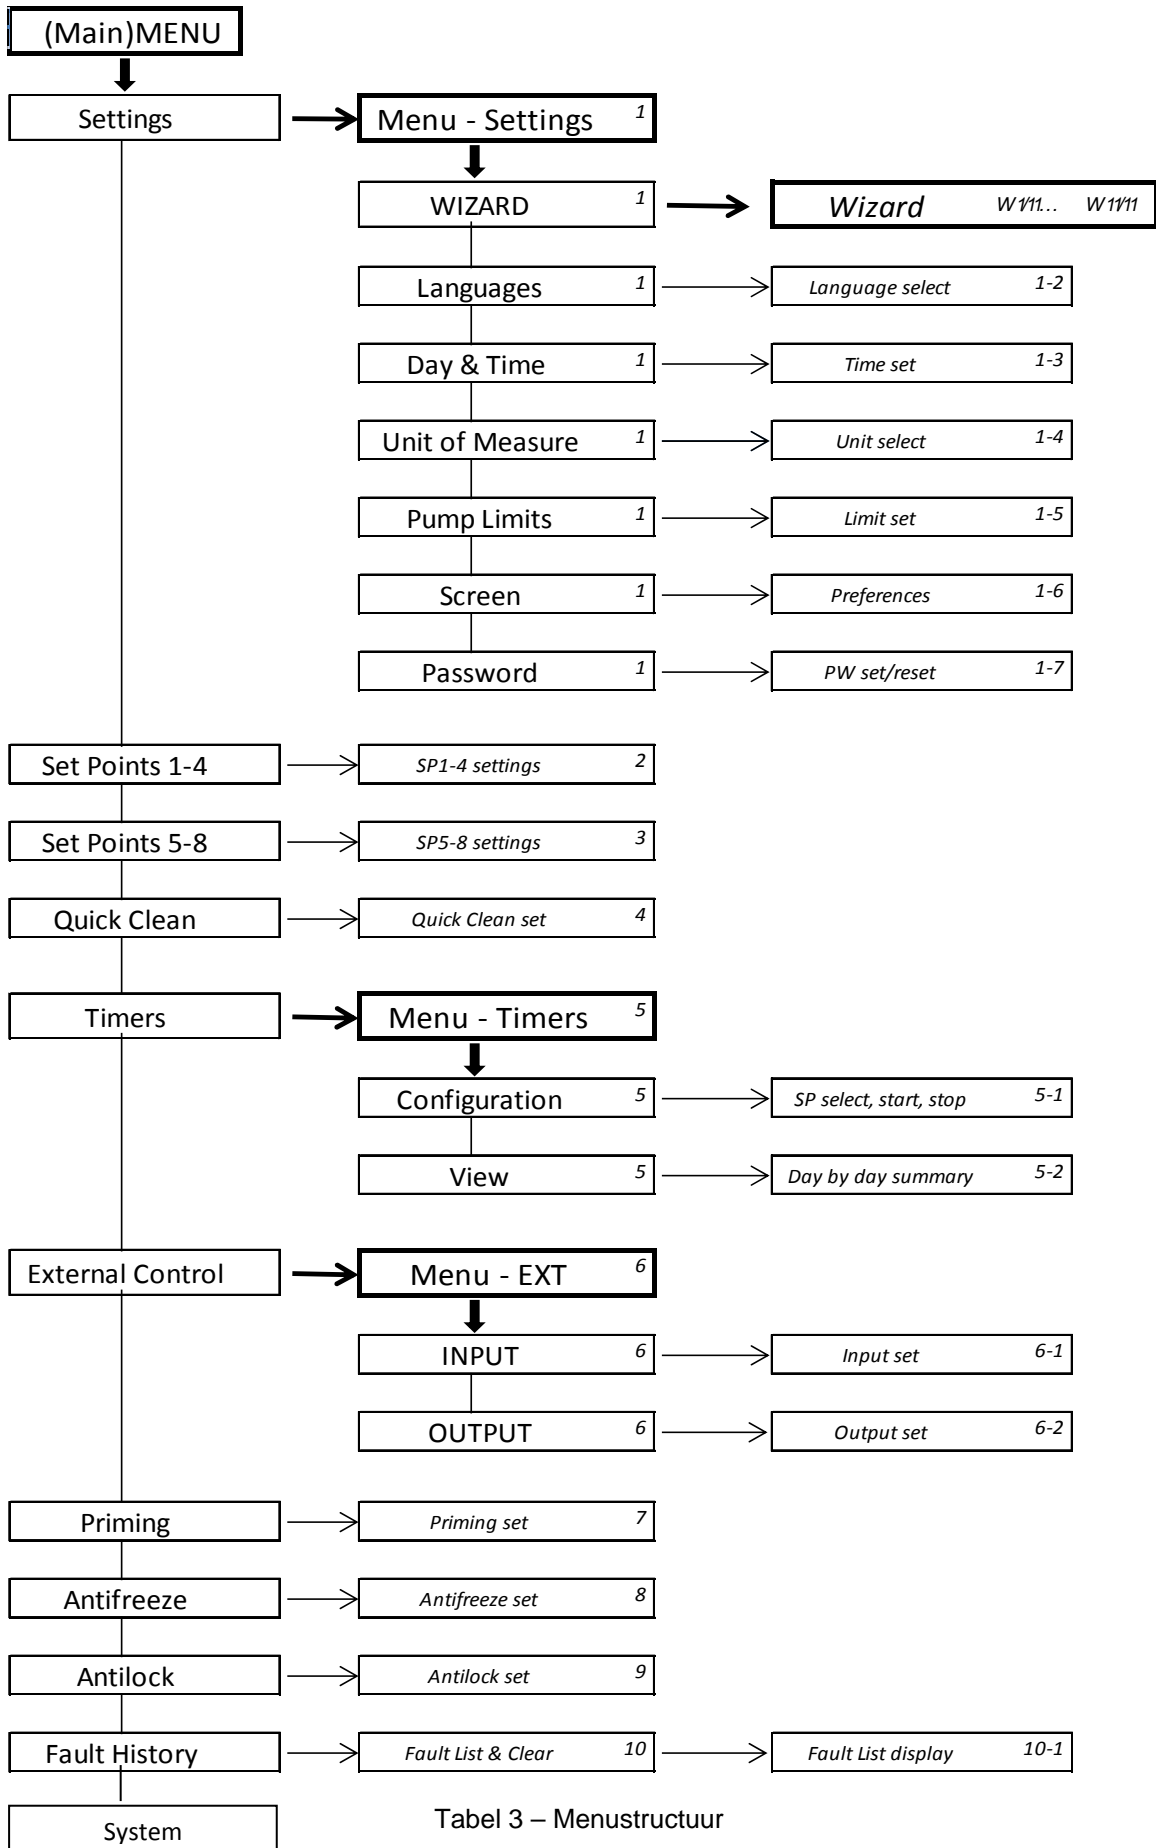 (Main)MENU
Settings
Menu - Settings 1
WIZARD 1
Wizard W1/11... W11/11
Languages 1
Language select 1-2
Day & Time 1
Time set 1-3
Unit of Measure 1
Unit select 1-4
Pump Limits 1
Limit set 1-5
Screen 1
Preferences 1-6
Password 1
PW set/reset 1-7
Set Points 1-4
SP1-4 settings 2
Set Points 5-8
SP5-8 settings 3
Quick Clean
Quick Clean set 4
Timers
Menu - Timers 5
Configuration 5
SP select, start, stop 5-1
View 5
Day by day summary 5-2
External Control
Menu - EXT 6
INPUT 6
Input set 6-1
OUTPUT 6
Output set 6-2
Priming
Priming set 7
Antifreeze
Antifreeze set 8
Antilock
Antilock set 9
Fault History
Fault List & Clear 10
Fault List display 10-1
System
Tabel 3 – Menustructuur